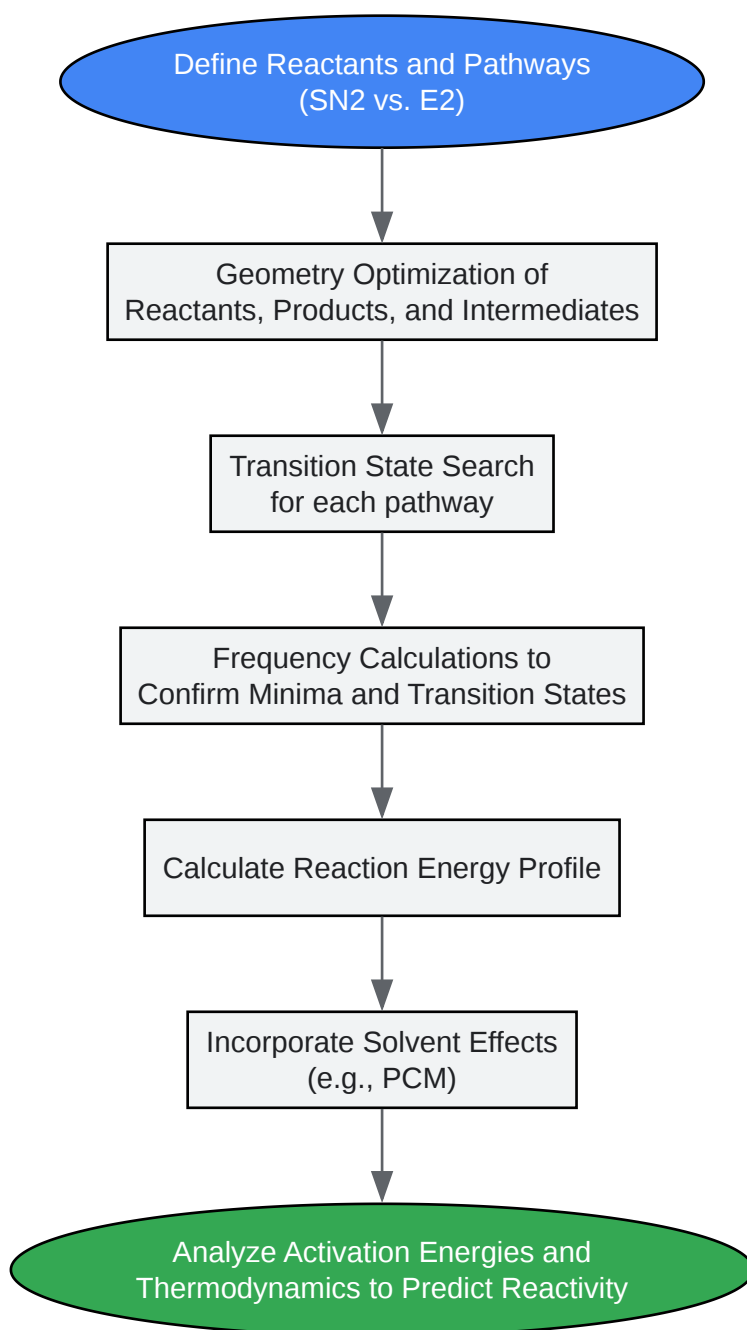 Define Reactants and Pathways
(SN2 vs. E2)
Geometry Optimization of
Reactants, Products, and Intermediates
Transition State Search
for each pathway
Frequency Calculations to
Confirm Minima and Transition States
Calculate Reaction Energy Profile
Incorporate Solvent Effects
(e.g., PCM)
Analyze Activation Energies and
Thermodynamics to Predict Reactivity